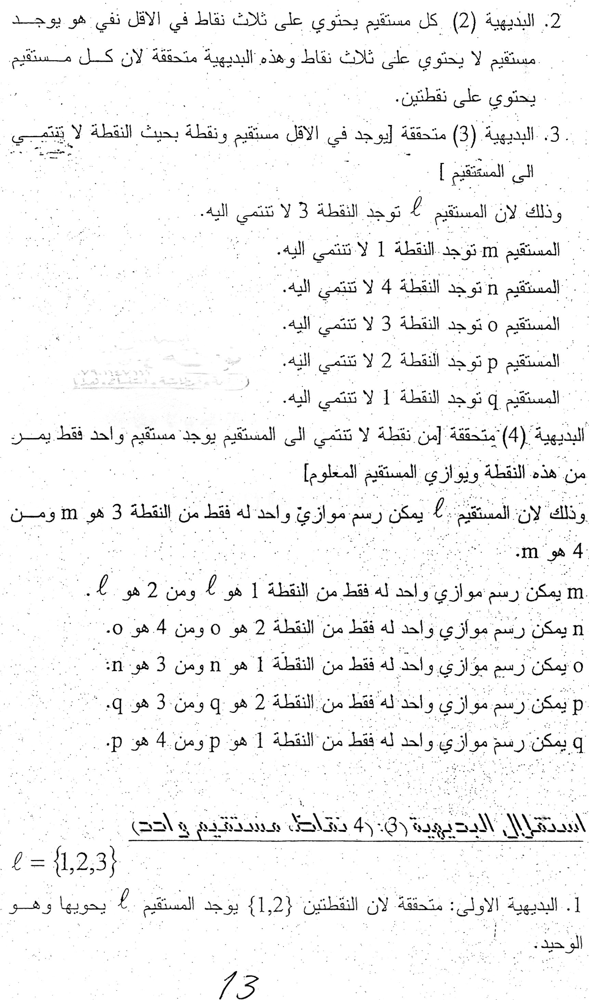 2. البديهية (2) كل مستقيم يحتوي على ثلاث نقاط في الاقل نفي هو يوجد
مستقيم لا يحتوي على ثلاث نقاط وهذه البديهية متحققة لان كل مستقيم
يحتوي على نقطتين.
3. البديهية (3) متحققة [يوجد في الاقل مستقيم ونقطة بحيث النقطة لا تنتمي
الى المستقيم ]
وذلك لان المستقيم ℓ توجد النقطة 3 لا تنتمي اليه.
المستقيم m توجد النقطة 1 لا تنتمي اليه.
المستقيم n توجد النقطة 4 لا تنتمي اليه.
المستقيم o توجد النقطة 3 لا تنتمي اليه.
المستقيم p توجد النقطة 2 لا تنتمي اليه.
المستقيم q توجد النقطة 1 لا تنتمي اليه.
البديهية (4) متحققة [من نقطة لا تنتمي الى المستقيم يوجد مستقيم واحد فقط يمر
من هذه النقطة ويوازي المستقيم المعلوم]
وذلك لان المستقيم ℓ يمكن رسم موازيّ واحد له فقط من النقطة 3 هو m ومن
4 هو m.
m يمكن رسم موازي واحد له فقط من النقطة 1 هو ℓ ومن 2 هو ℓ.
n يمكن رسم موازي واحد له فقط من النقطة 2 هو o ومن 4 هو o.
o يمكن رسم موازي واحد له فقط من النقطة 1 هو n ومن 3 هو n:
p يمكن رسم موازي واحد له فقط من النقطة 2 هو q ومن 3 هو q.
q يمكن رسم موازي واحد له فقط من النقطة 1 هو p ومن 4 هو p.
استقلال البديهية (3): (4 نقاط، مستقيم واحد)
ℓ = {1,2,3}
1. البديهية الاولى: متحققة لان النقطتين {1,2} يوجد المستقيم ℓ يحويها وهو
الوحيد.
13